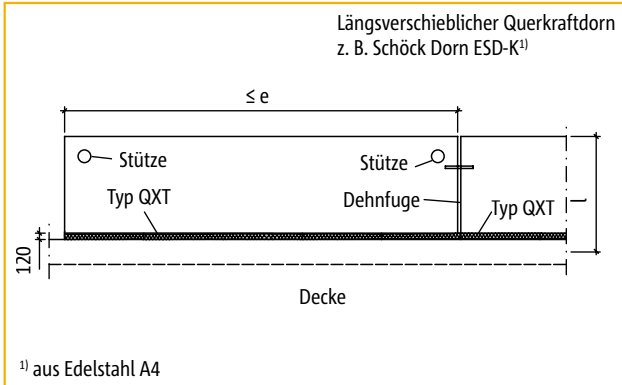 Längsverschieblicher Querkraftdorn
z. B. Schöck Dorn ESD-K¹⁾
≤ e
Stütze
Stütze
Typ QXT
Dehnfuge
Typ QXT
l
120
Decke
¹⁾ aus Edelstahl A4